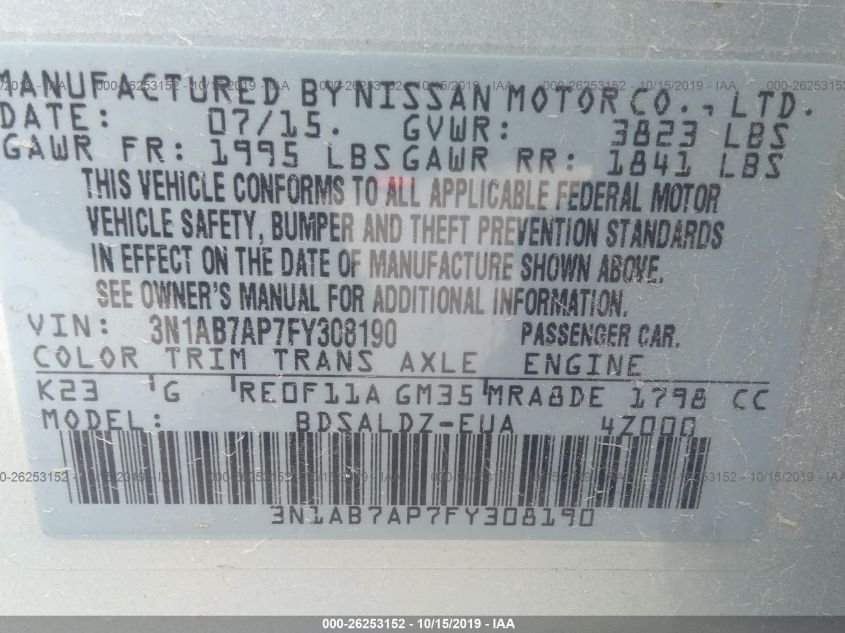 MANUFACTURED BY NISSAN MOTOR CO., LTD.
DATE: 07/15. GVWR: 3823 LBS
GAWR FR: 1995 LBS GAWR RR: 1841 LBS
THIS VEHICLE CONFORMS TO ALL APPLICABLE FEDERAL MOTOR
VEHICLE SAFETY, BUMPER AND THEFT PREVENTION STANDARDS
IN EFFECT ON THE DATE OF MANUFACTURE SHOWN ABOVE.
SEE OWNER'S MANUAL FOR ADDITIONAL INFORMATION.
VIN: 3N1AB7AP7FY308190 PASSENGER CAR.
COLOR TRIM TRANS AXLE ENGINE
K23 G RE0F11A GM35 MRA8DE 1798 CC
MODEL: BDSALDZ-EUA 4Z000
3N1AB7AP7FY308190
000-26253152 - 10/15/2019 - IAA